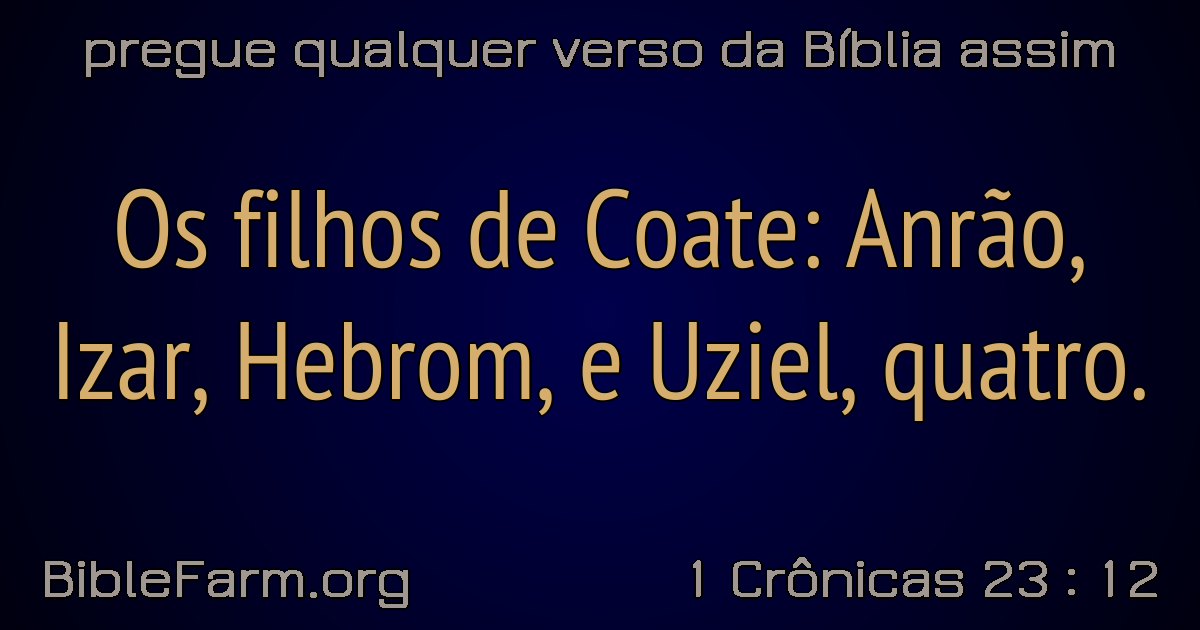 pregue qualquer verso da Bíblia assim
Os filhos de Coate: Anrão,
Izar, Hebrom, e Uziel, quatro.
BibleFarm.org
1 Crônicas 23 : 12